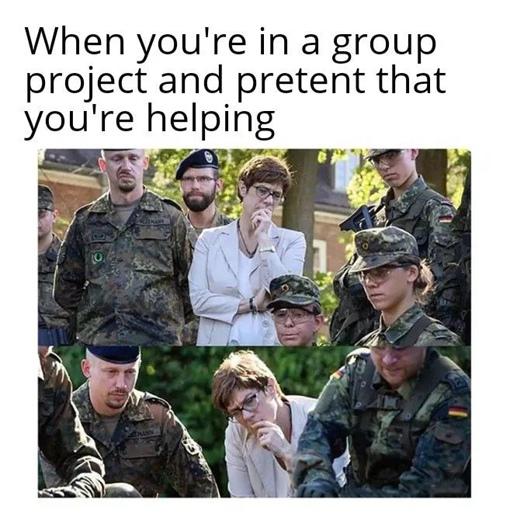 When you're in a group
project and pretent that
you're helping